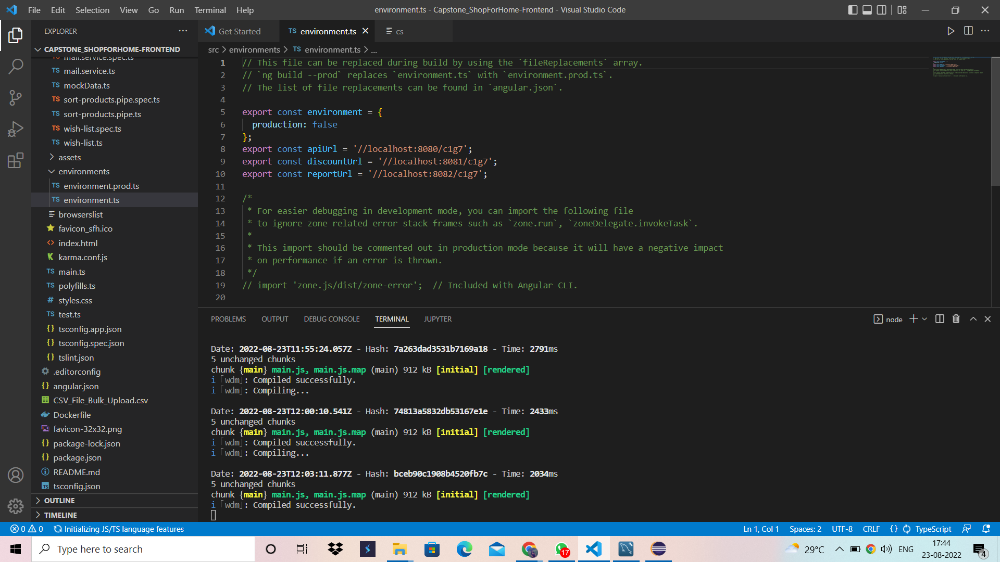 File Edit Selection View Go Run Terminal Help
environment.ts - Capstone_ShopForHome-Frontend - Visual Studio Code
EXPLORER
CAPSTONE_SHOPFORHOME-FRONTEND
mail.service.spec.ts
TS mail.service.ts
TS mockData.ts
TS sort-products.pipe.spec.ts
TS sort-products.pipe.ts
TS wish-list.spec.ts
TS wish-list.ts
assets
environments
TS environment.prod.ts
TS environment.ts
browserslist
favicon_sfh.ico
index.html
karma.conf.js
TS main.ts
TS polyfills.ts
# styles.css
TS test.ts
{} tsconfig.app.json
{} tsconfig.spec.json
{} tslint.json
.editorconfig
{} angular.json
CSV_File_Bulk_Upload.csv
Dockerfile
favicon-32x32.png
{} package-lock.json
{} package.json
README.md
TS tsconfig.json
OUTLINE
TIMELINE
Get Started
TS environment.ts
cs
src > environments > TS environment.ts > ...
1 // This file can be replaced during build by using the `fileReplacements` array.
2 // `ng build --prod` replaces `environment.ts` with `environment.prod.ts`.
3 // The list of file replacements can be found in `angular.json`.
4
5 export const environment = {
6 production: false
7 };
8 export const apiUrl = '//localhost:8080/c1g7';
9 export const discountUrl = '//localhost:8081/c1g7';
10 export const reportUrl = '//localhost:8082/c1g7';
11
12 /*
13 * For easier debugging in development mode, you can import the following file
14 * to ignore zone related error stack frames such as `zone.run`, `zoneDelegate.invokeTask`.
15 *
16 * This import should be commented out in production mode because it will have a negative impact
17 * on performance if an error is thrown.
18 */
19 // import 'zone.js/dist/zone-error';  // Included with Angular CLI.
20
PROBLEMS OUTPUT DEBUG CONSOLE TERMINAL JUPYTER
node
Date: 2022-08-23T11:55:24.057Z - Hash: 7a263dad3531b7169a18 - Time: 2791ms
5 unchanged chunks
chunk {main} main.js, main.js.map (main) 912 kB [initial] [rendered]
i ｢wdm｣: Compiled successfully.
i ｢wdm｣: Compiling...
Date: 2022-08-23T12:00:10.541Z - Hash: 74813a5832db53167e1e - Time: 2433ms
5 unchanged chunks
chunk {main} main.js, main.js.map (main) 912 kB [initial] [rendered]
i ｢wdm｣: Compiled successfully.
i ｢wdm｣: Compiling...
Date: 2022-08-23T12:03:11.877Z - Hash: bceb90c1908b4520fb7c - Time: 2034ms
5 unchanged chunks
chunk {main} main.js, main.js.map (main) 912 kB [initial] [rendered]
i ｢wdm｣: Compiled successfully.
0 0 Initializing JS/TS language features
Ln 1, Col 1 Spaces: 2 UTF-8 CRLF {} TypeScript
Type here to search
17
29°C
ENG
17:44
23-08-2022
4